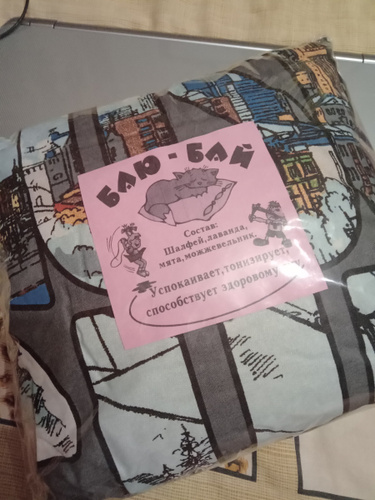 БАЮ-БАЙ
Состав:
Шалфей,лаванда,
мята,можжевельник.
Успокаивает,тонизирует,
способствует здоровому